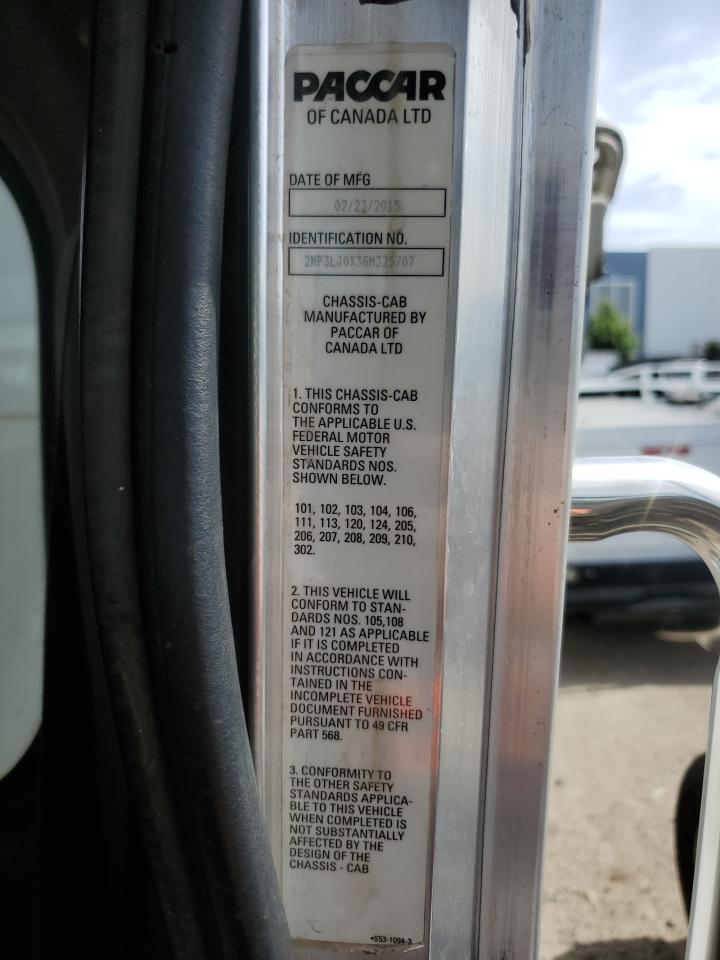 PACCAR
OF CANADA LTD
DATE OF MFG
02/23/2015
IDENTIFICATION NO.
2NP3LJ0X3GM325707
CHASSIS-CAB
MANUFACTURED BY
PACCAR OF
CANADA LTD
1. THIS CHASSIS-CAB
CONFORMS TO
THE APPLICABLE U.S.
FEDERAL MOTOR
VEHICLE SAFETY
STANDARDS NOS.
SHOWN BELOW.
101, 102, 103, 104, 106,
111, 113, 120, 124, 205,
206, 207, 208, 209, 210,
302.
2. THIS VEHICLE WILL
CONFORM TO STAN-
DARDS NOS. 105,108
AND 121 AS APPLICABLE
IF IT IS COMPLETED
IN ACCORDANCE WITH
INSTRUCTIONS CON-
TAINED IN THE
INCOMPLETE VEHICLE
DOCUMENT FURNISHED
PURSUANT TO 49 CFR
PART 568.
3. CONFORMITY TO
THE OTHER SAFETY
STANDARDS APPLICA-
BLE TO THIS VEHICLE
WHEN COMPLETED IS
NOT SUBSTANTIALLY
AFFECTED BY THE
DESIGN OF THE
CHASSIS - CAB
•S53-1094-3